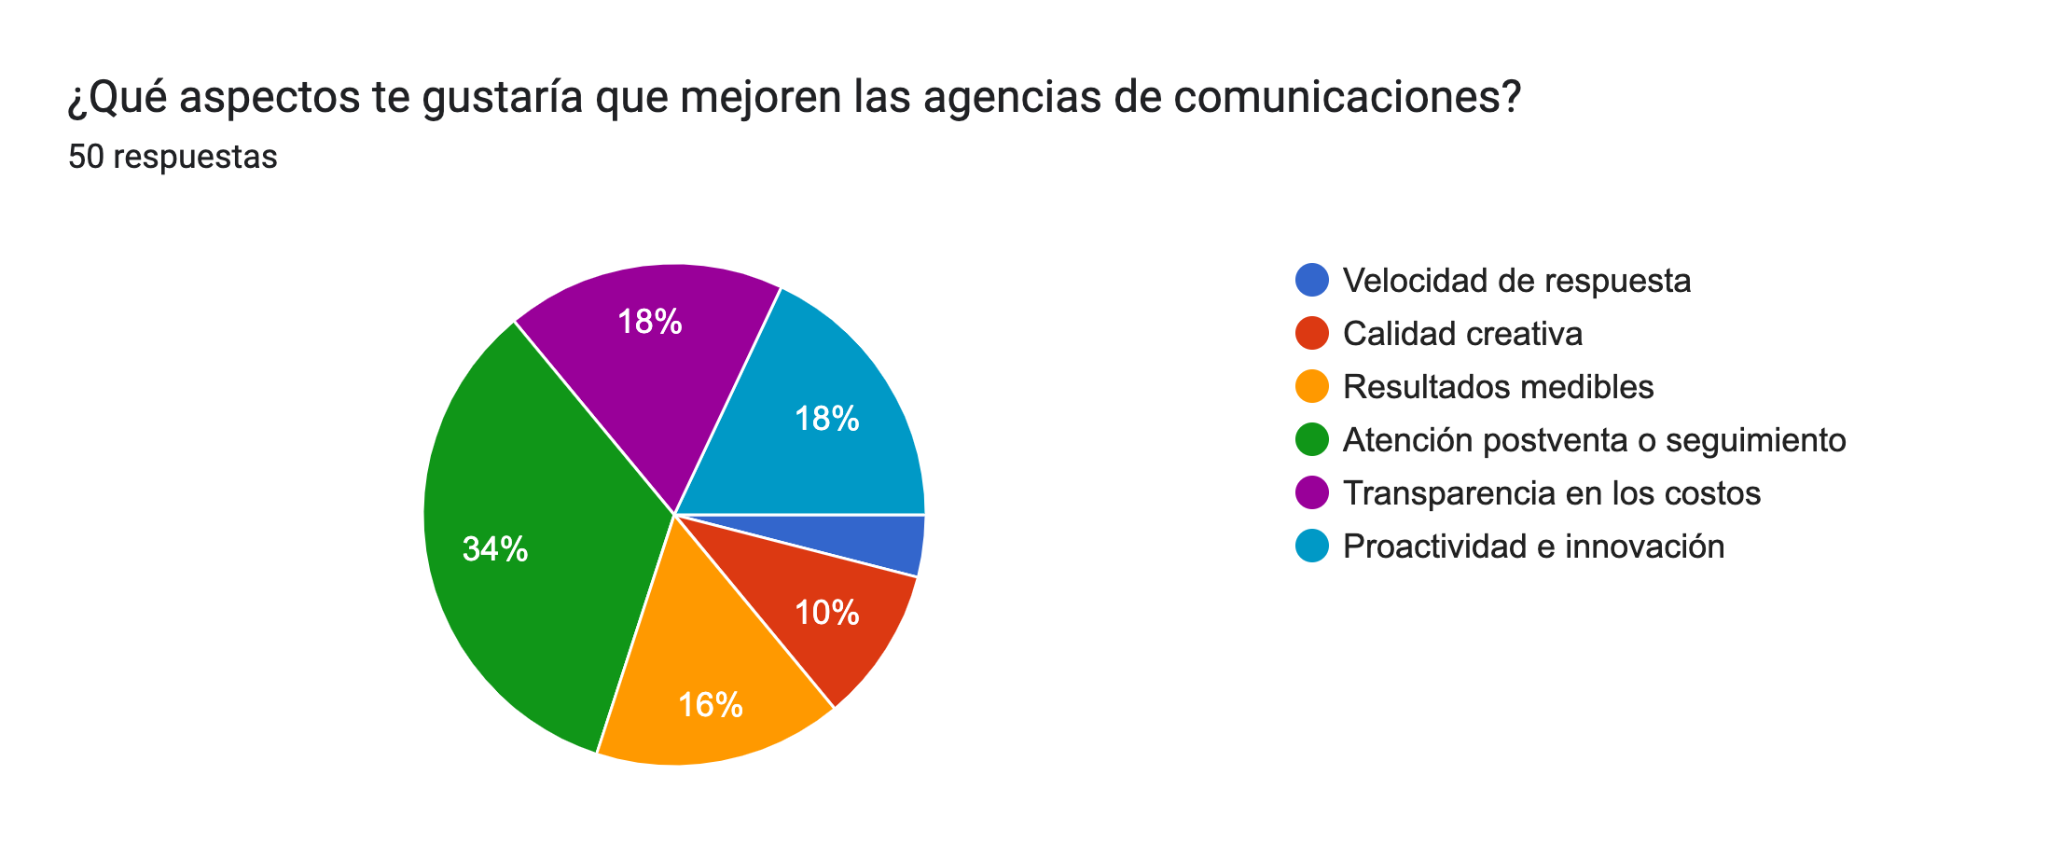 ¿Qué aspectos te gustaría que mejoren las agencias de comunicaciones?
50 respuestas
18%
18%
34%
10%
16%
Velocidad de respuesta
Calidad creativa
Resultados medibles
Atención postventa o seguimiento
Transparencia en los costos
Proactividad e innovación